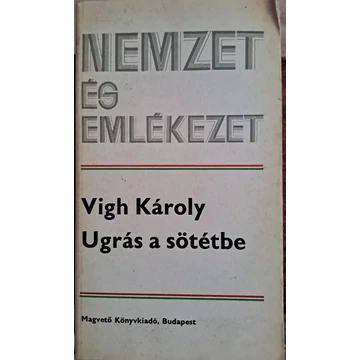 NEMZET
ÉS
EMLÉKEZET
Vigh Károly
Ugrás a sötétbe
Magvető Könyvkiadó, Budapest